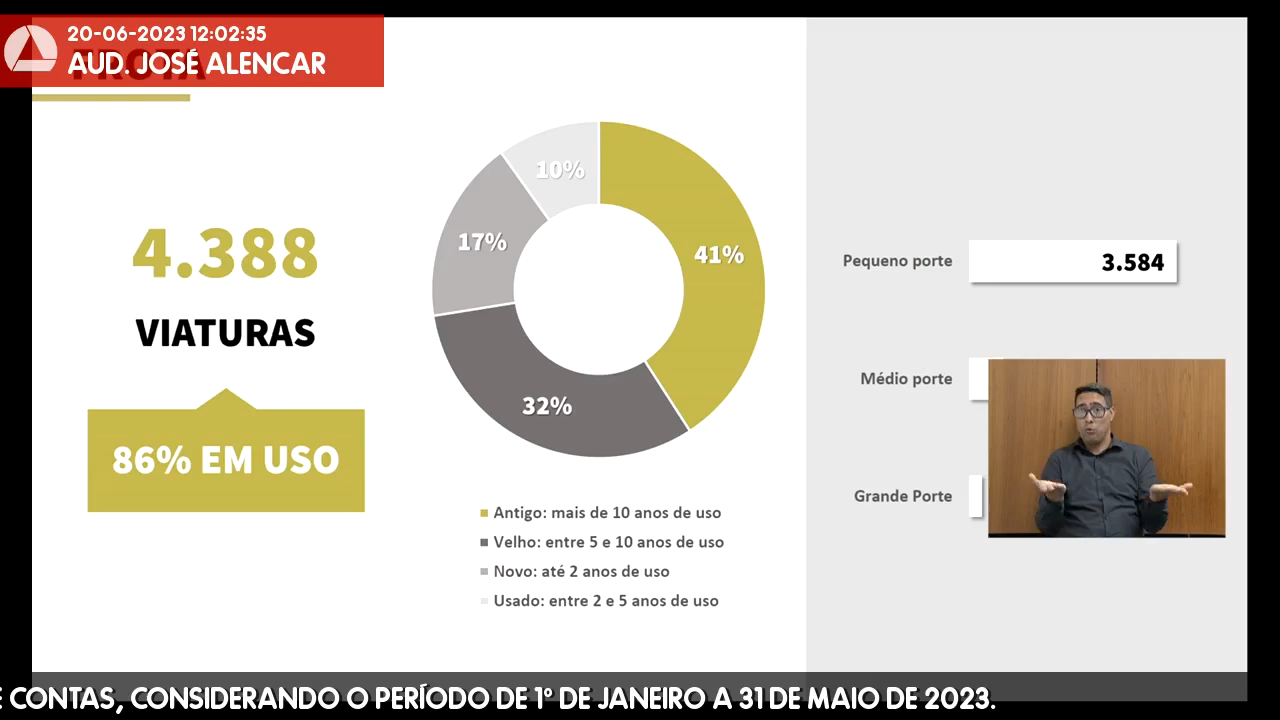 20-06-2023 12:02:35
AUD. JOSÉ ALENCAR
FROTA
4.388
VIATURAS
86% EM USO
10%
17%
41%
32%
Antigo: mais de 10 anos de uso
Velho: entre 5 e 10 anos de uso
Novo: até 2 anos de uso
Usado: entre 2 e 5 anos de uso
Pequeno porte
3.584
Médio porte
Grande Porte
CONTAS, CONSIDERANDO O PERÍODO DE 1º DE JANEIRO A 31 DE MAIO DE 2023.